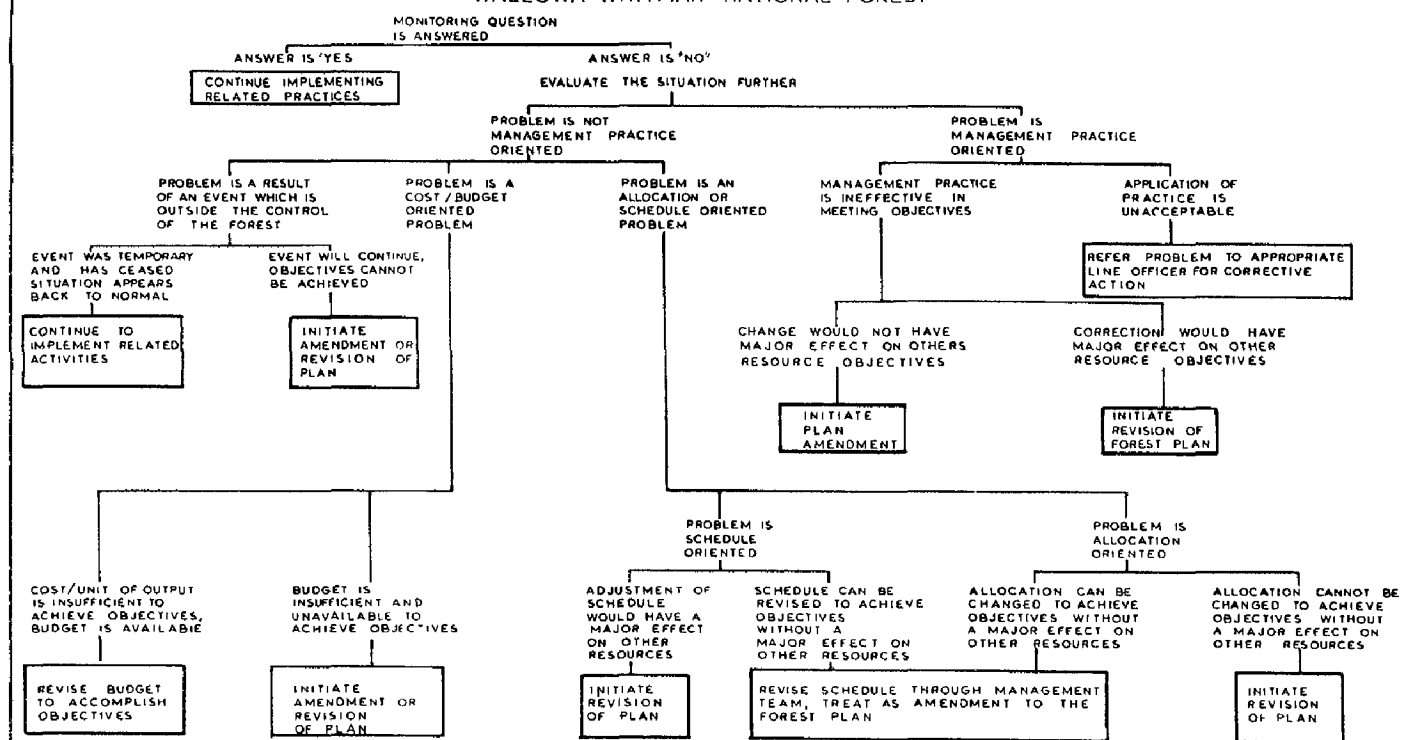 WALLOWA-WHITMAN NATIONAL FOREST
MONITORING QUESTION
IS ANSWERED
ANSWER IS "YES
CONTINUE IMPLEMENTING
RELATED PRACTICES
ANSWER IS "NO"
EVALUATE THE SITUATION FURTHER
PROBLEM IS NOT
MANAGEMENT PRACTICE
ORIENTED
PROBLEM IS
MANAGEMENT PRACTICE
ORIENTED
PROBLEM IS A RESULT
OF AN EVENT WHICH IS
OUTSIDE THE CONTROL
OF THE FOREST
PROBLEM IS A
COST/BUDGET
ORIENTED
PROBLEM
PROBLEM IS AN
ALLOCATION OR
SCHEDULE ORIENTED
PROBLEM
MANAGEMENT PRACTICE
IS INEFFECTIVE IN
MEETING OBJECTIVES
APPLICATION OF
PRACTICE IS
UNACCEPTABLE
EVENT WAS TEMPORARY
AND HAS CEASED
SITUATION APPEARS
BACK TO NORMAL
EVENT WILL CONTINUE,
OBJECTIVES CANNOT
BE ACHIEVED
REFER PROBLEM TO APPROPRIATE
LINE OFFICER FOR CORRECTIVE
ACTION
CONTINUE TO
IMPLEMENT RELATED
ACTIVITIES
INITIATE
AMENDMENT OR
REVISION OF
PLAN
CHANGE WOULD NOT HAVE
MAJOR EFFECT ON OTHERS
RESOURCE OBJECTIVES
CORRECTION WOULD HAVE
MAJOR EFFECT ON OTHER
RESOURCE OBJECTIVES
INITIATE
PLAN
AMENDMENT
INITIATE
REVISION OF
FOREST PLAN
PROBLEM IS
SCHEDULE
ORIENTED
PROBLEM IS
ALLOCATION
ORIENTED
COST/UNIT OF OUTPUT
IS INSUFFICIENT TO
ACHIEVE OBJECTIVES,
BUDGET IS AVAILABLE
BUDGET IS
INSUFFICIENT AND
UNAVAILABLE TO
ACHIEVE OBJECTIVES
ADJUSTMENT OF
SCHEDULE
WOULD HAVE A
MAJOR EFFECT
ON OTHER
RESOURCES
SCHEDULE CAN BE
REVISED TO ACHIEVE
OBJECTIVES
WITHOUT A
MAJOR EFFECT ON
OTHER RESOURCES
ALLOCATION CAN BE
CHANGED TO ACHIEVE
OBJECTIVES WITHOUT
A MAJOR EFFECT ON
OTHER RESOURCES
ALLOCATION CANNOT BE
CHANGED TO ACHIEVE
OBJECTIVES WITHOUT
A MAJOR EFFECT ON
OTHER RESOURCES
REVISE BUDGET
TO ACCOMPLISH
OBJECTIVES
INITIATE
AMENDMENT OR
REVISION
OF PLAN
INITIATE
REVISION
OF PLAN
REVISE SCHEDULE THROUGH MANAGEMENT
TEAM, TREAT AS AMENDMENT TO THE
FOREST PLAN
INITIATE
REVISION
OF PLAN